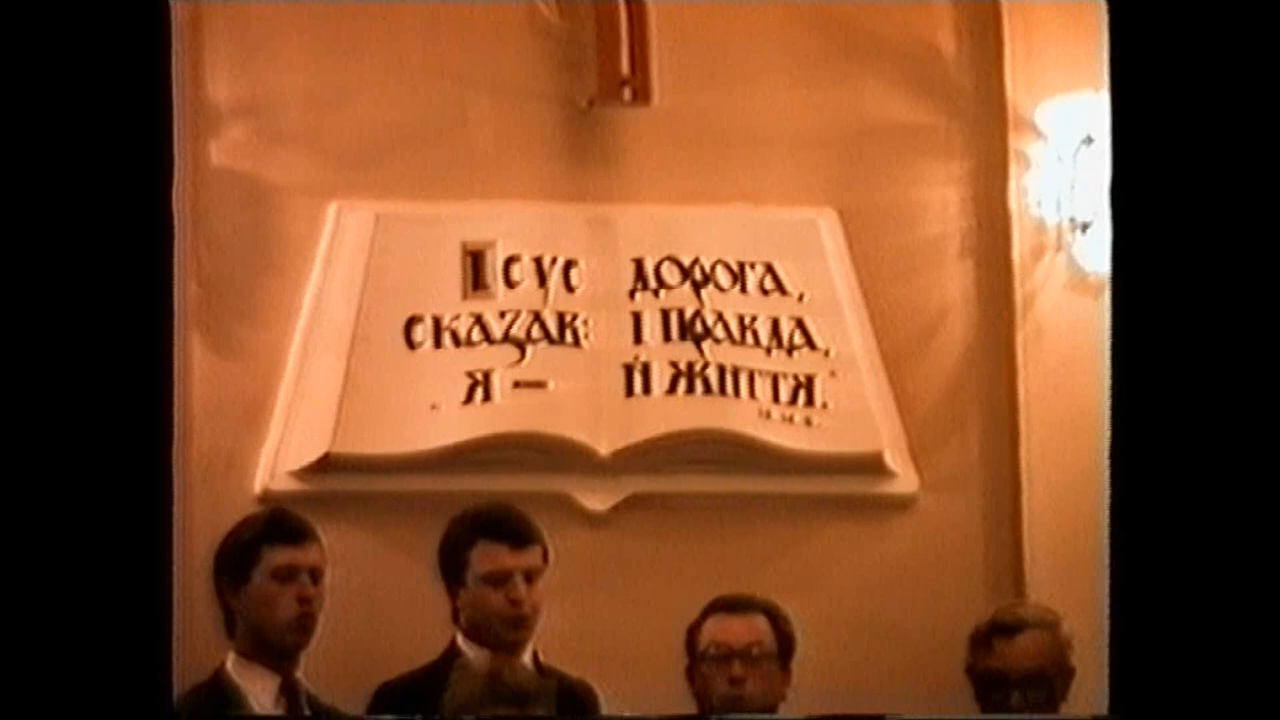 Ісус
сказав:
Я —
дорога,
і правда,
й життя.